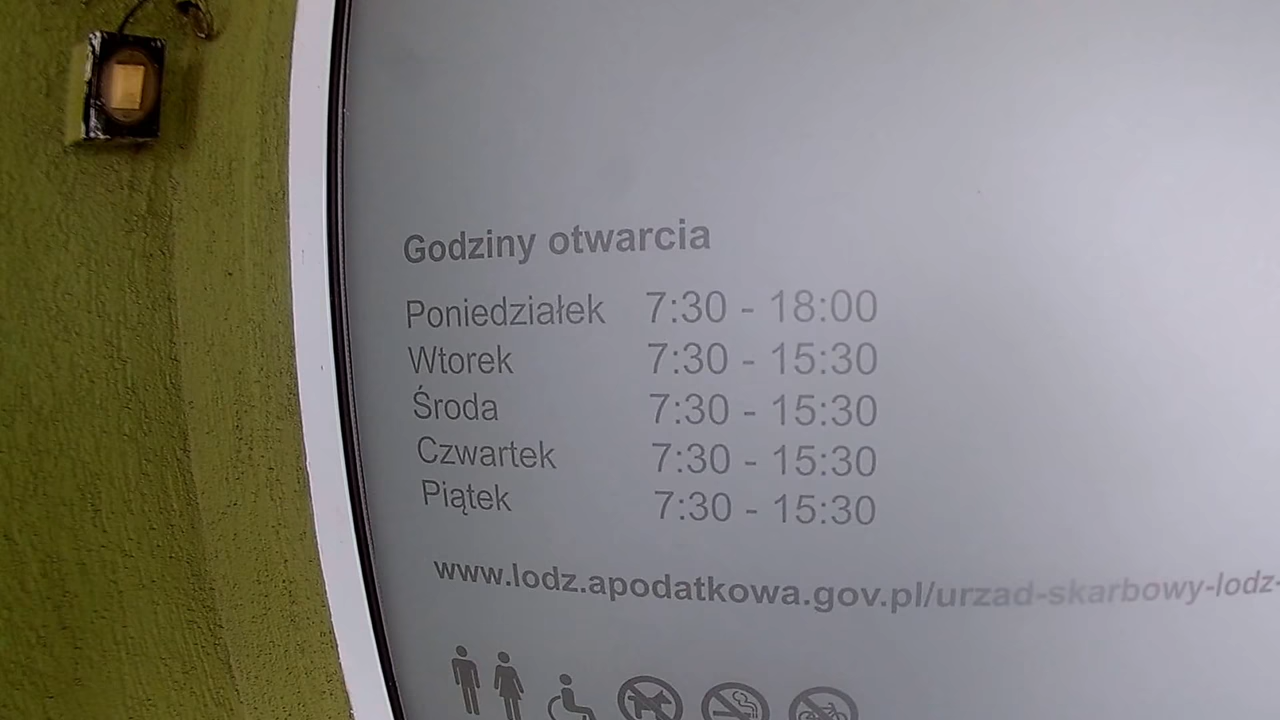 Godziny otwarcia
Poniedziałek 7:30 - 18:00
Wtorek 7:30 - 15:30
Środa 7:30 - 15:30
Czwartek 7:30 - 15:30
Piątek 7:30 - 15:30
www.lodz.apodatkowa.gov.pl/urzad-skarbowy-lodz-